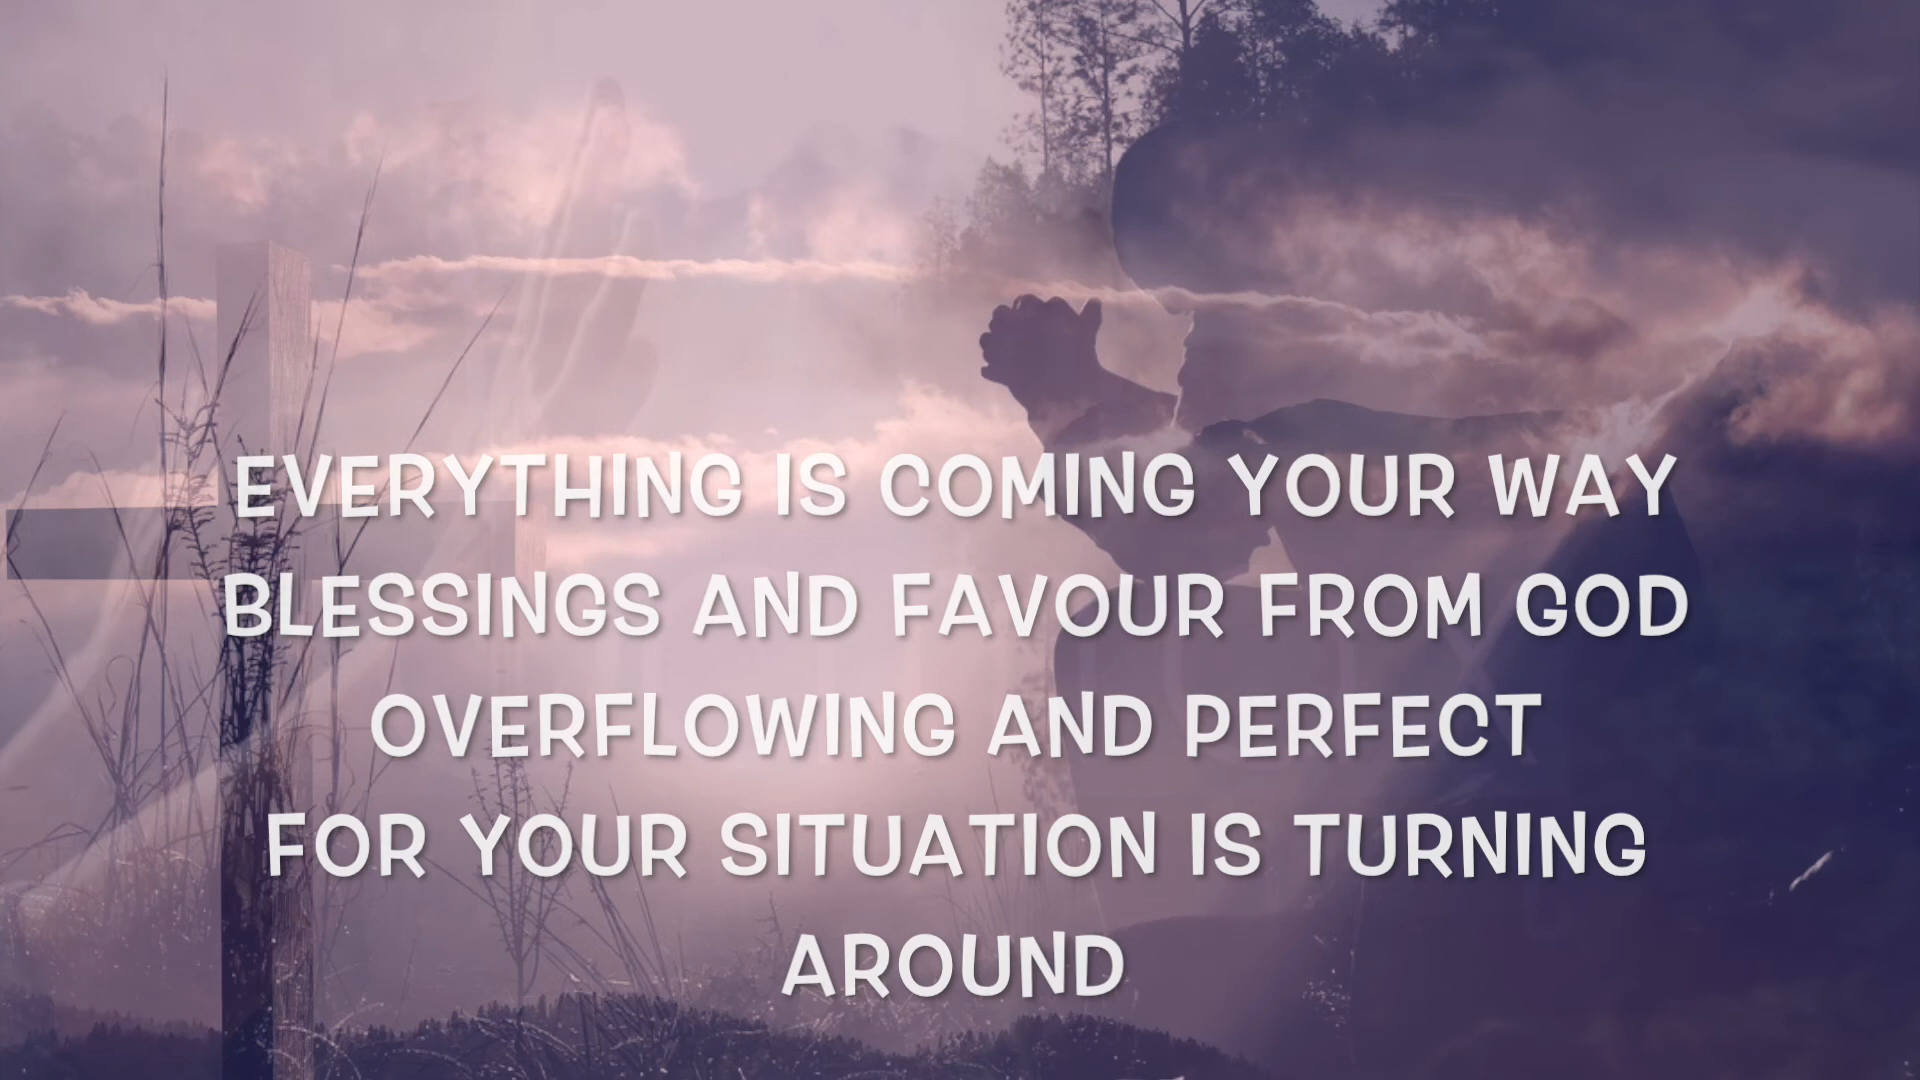 EVERYTHING IS COMING YOUR WAY
BLESSINGS AND FAVOUR FROM GOD
OVERFLOWING AND PERFECT
FOR YOUR SITUATION IS TURNING
AROUND